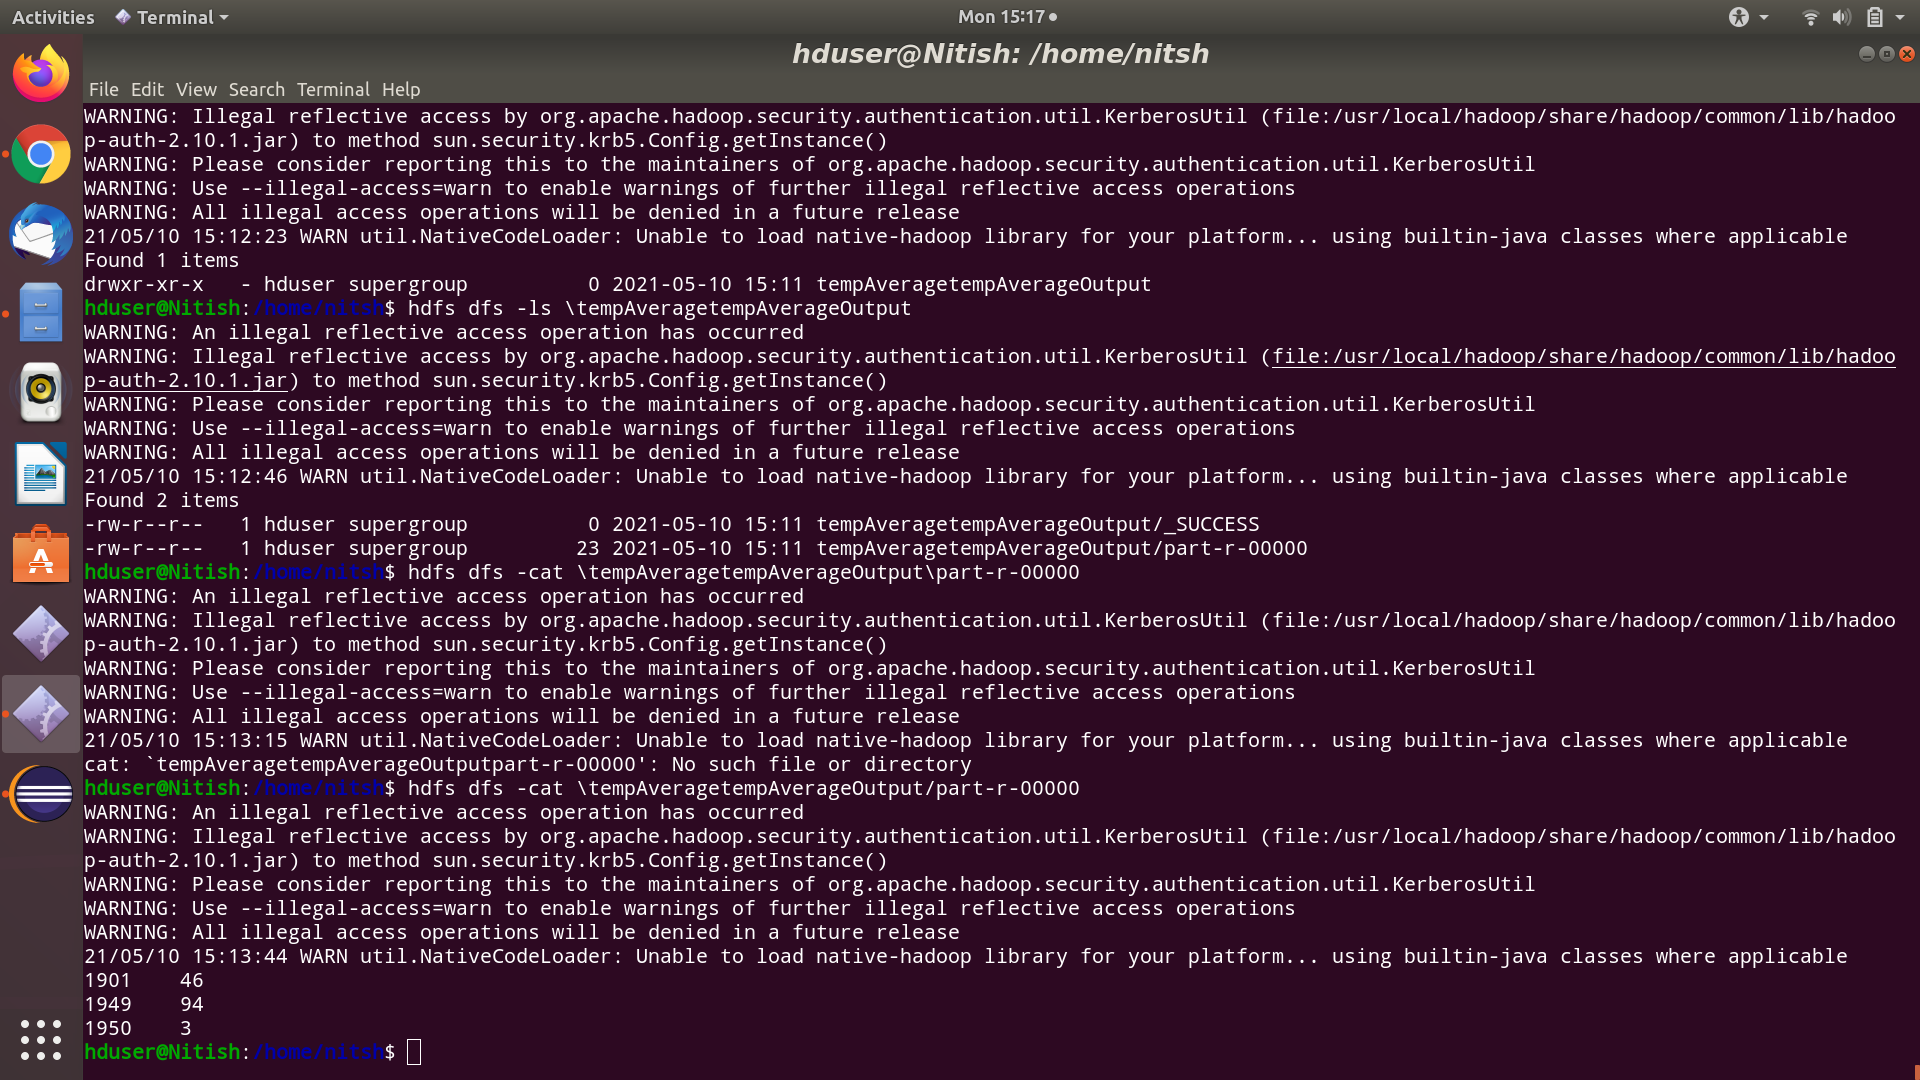 Activities Terminal Mon 15:17
hduser@Nitish: /home/nitsh
File Edit View Search Terminal Help
WARNING: Illegal reflective access by org.apache.hadoop.security.authentication.util.KerberosUtil (file:/usr/local/hadoop/share/hadoop/common/lib/hadoo
p-auth-2.10.1.jar) to method sun.security.krb5.Config.getInstance()
WARNING: Please consider reporting this to the maintainers of org.apache.hadoop.security.authentication.util.KerberosUtil
WARNING: Use --illegal-access=warn to enable warnings of further illegal reflective access operations
WARNING: All illegal access operations will be denied in a future release
21/05/10 15:12:23 WARN util.NativeCodeLoader: Unable to load native-hadoop library for your platform... using builtin-java classes where applicable
Found 1 items
drwxr-xr-x   - hduser supergroup          0 2021-05-10 15:11 tempAveragetempAverageOutput
hduser@Nitish:/home/nitsh$ hdfs dfs -ls \tempAveragetempAverageOutput
WARNING: An illegal reflective access operation has occurred
WARNING: Illegal reflective access by org.apache.hadoop.security.authentication.util.KerberosUtil (file:/usr/local/hadoop/share/hadoop/common/lib/hadoo
p-auth-2.10.1.jar) to method sun.security.krb5.Config.getInstance()
WARNING: Please consider reporting this to the maintainers of org.apache.hadoop.security.authentication.util.KerberosUtil
WARNING: Use --illegal-access=warn to enable warnings of further illegal reflective access operations
WARNING: All illegal access operations will be denied in a future release
21/05/10 15:12:46 WARN util.NativeCodeLoader: Unable to load native-hadoop library for your platform... using builtin-java classes where applicable
Found 2 items
-rw-r--r--   1 hduser supergroup          0 2021-05-10 15:11 tempAveragetempAverageOutput/_SUCCESS
-rw-r--r--   1 hduser supergroup         23 2021-05-10 15:11 tempAveragetempAverageOutput/part-r-00000
hduser@Nitish:/home/nitsh$ hdfs dfs -cat \tempAveragetempAverageOutput\part-r-00000
WARNING: An illegal reflective access operation has occurred
WARNING: Illegal reflective access by org.apache.hadoop.security.authentication.util.KerberosUtil (file:/usr/local/hadoop/share/hadoop/common/lib/hadoo
p-auth-2.10.1.jar) to method sun.security.krb5.Config.getInstance()
WARNING: Please consider reporting this to the maintainers of org.apache.hadoop.security.authentication.util.KerberosUtil
WARNING: Use --illegal-access=warn to enable warnings of further illegal reflective access operations
WARNING: All illegal access operations will be denied in a future release
21/05/10 15:13:15 WARN util.NativeCodeLoader: Unable to load native-hadoop library for your platform... using builtin-java classes where applicable
cat: `tempAveragetempAverageOutputpart-r-00000': No such file or directory
hduser@Nitish:/home/nitsh$ hdfs dfs -cat \tempAveragetempAverageOutput/part-r-00000
WARNING: An illegal reflective access operation has occurred
WARNING: Illegal reflective access by org.apache.hadoop.security.authentication.util.KerberosUtil (file:/usr/local/hadoop/share/hadoop/common/lib/hadoo
p-auth-2.10.1.jar) to method sun.security.krb5.Config.getInstance()
WARNING: Please consider reporting this to the maintainers of org.apache.hadoop.security.authentication.util.KerberosUtil
WARNING: Use --illegal-access=warn to enable warnings of further illegal reflective access operations
WARNING: All illegal access operations will be denied in a future release
21/05/10 15:13:44 WARN util.NativeCodeLoader: Unable to load native-hadoop library for your platform... using builtin-java classes where applicable
1901    46
1949    94
1950    3
hduser@Nitish:/home/nitsh$